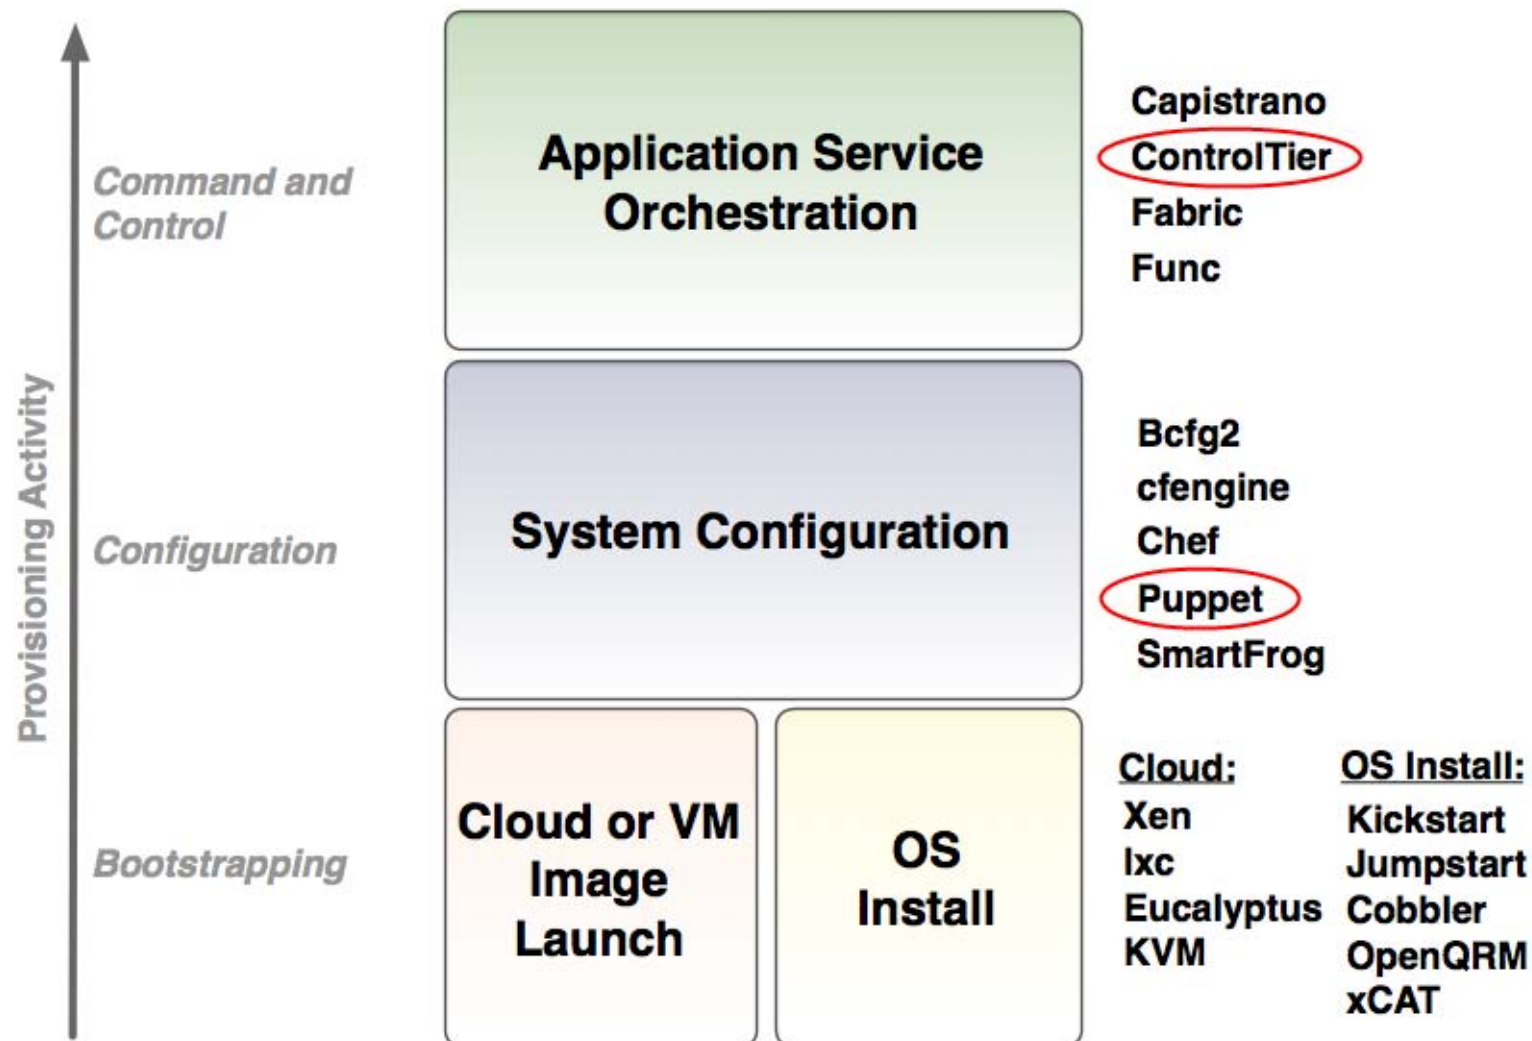 Provisioning Activity
Command and
Control
Application Service
Orchestration
Capistrano
ControlTier
Fabric
Func
Configuration
System Configuration
Bcfg2
cfengine
Chef
Puppet
SmartFrog
Bootstrapping
Cloud or VM
Image
Launch
OS
Install
Cloud:
Xen
lxc
Eucalyptus
KVM
OS Install:
Kickstart
Jumpstart
Cobbler
OpenQRM
xCAT